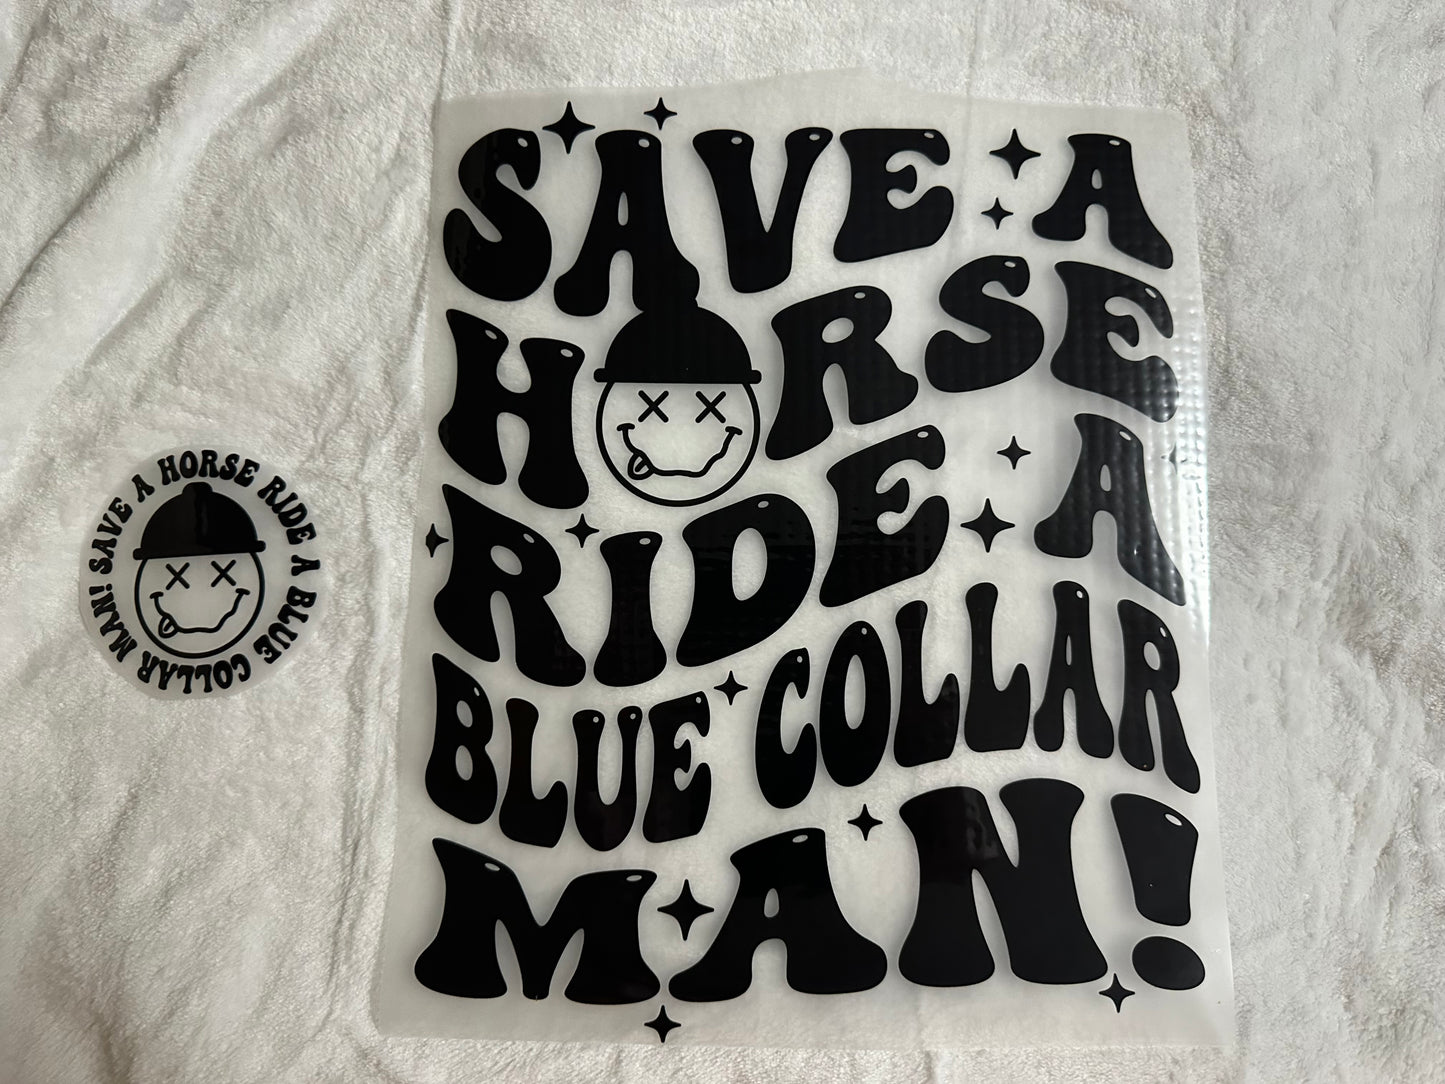 SAVE A HORSE RIDE A BLUE COLLAR MAN!
SAVE A
HORSE
RIDE A
BLUE COLLAR
MAN!